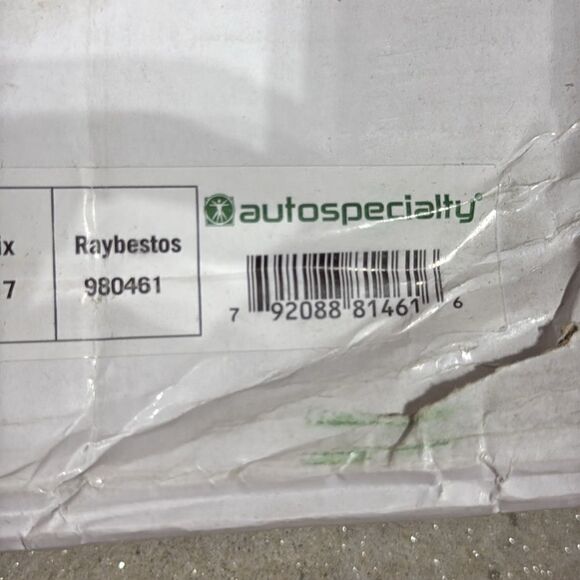 autospecialty®
ix
Raybestos
7
980461
7 92088 81461 6